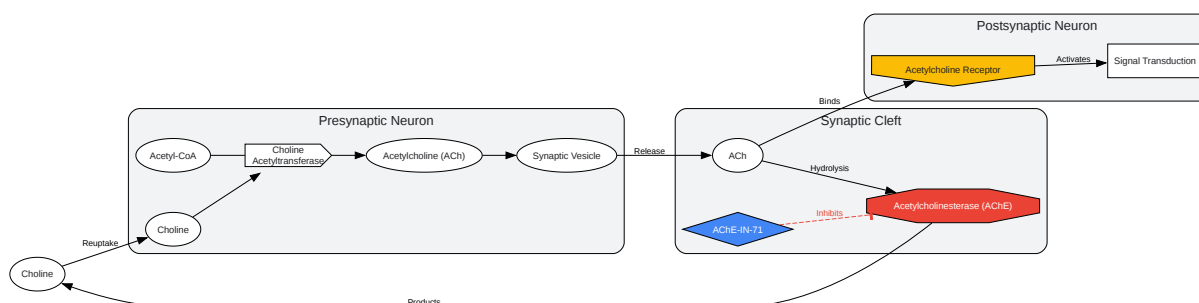 Postsynaptic Neuron
Acetylcholine Receptor
Activates
Signal Transduction
Binds
Presynaptic Neuron
Synaptic Cleft
Acetyl-CoA
Choline
Acetyltransferase
Acetylcholine (ACh)
Synaptic Vesicle
Release
ACh
Hydrolysis
Acetylcholinesterase (AChE)
Inhibits
AChE-IN-71
Choline
Reuptake
Choline
Products